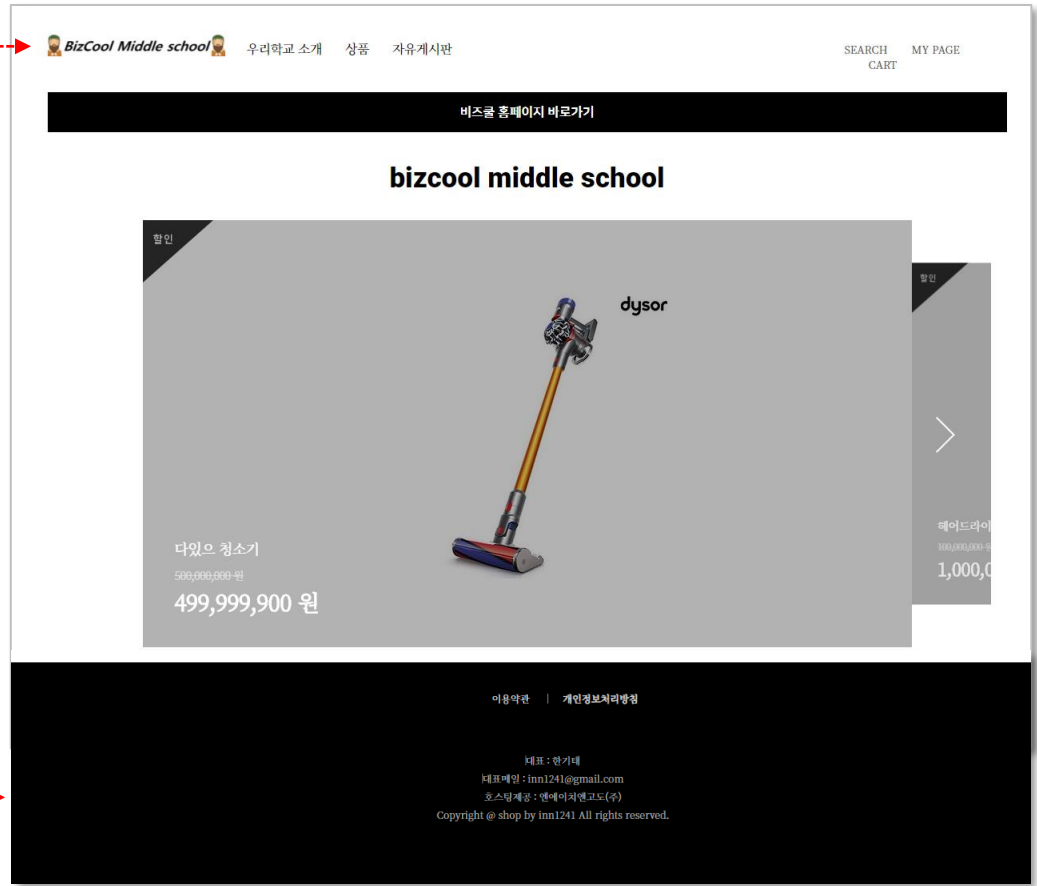 BizCool Middle school
우리학교 소개 상품 자유게시판
SEARCH MY PAGE
CART
비즈쿨 홈페이지 바로가기
bizcool middle school
할인
할인
dysor
다있으 청소기
500,000,000 원
499,999,900 원
헤어드라이
100,000,000 원
1,000,0
이용약관 | 개인정보처리방침
대표 : 한기태
대표메일 : inn1241@gmail.com
호스팅제공 : 엔에이치엔고도(주)
Copyright @ shop by inn1241 All rights reserved.